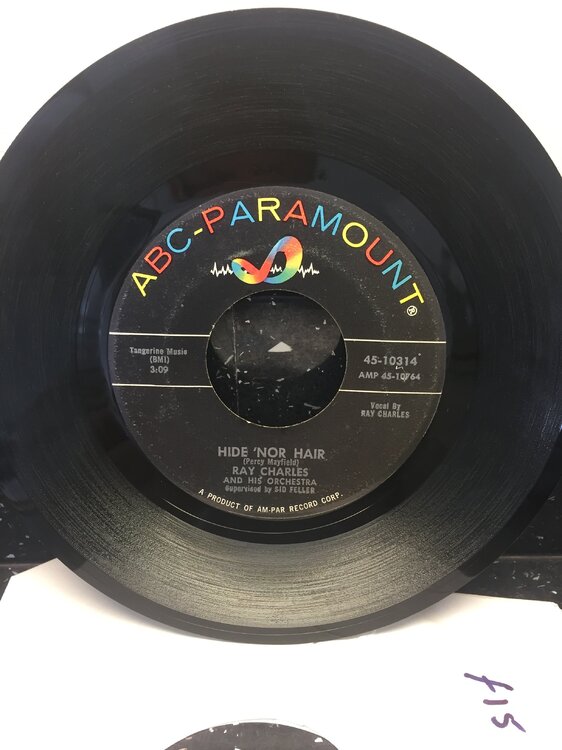 ABC-PARAMOUNT®
Tangerine Music
(BMI)
3:09
45-10314
AMP 45-10764
Vocal By
RAY CHARLES
HIDE 'NOR HAIR
(Percy Mayfield)
RAY CHARLES
AND HIS ORCHESTRA
Supervised by SID FELLER
A PRODUCT OF AM-PAR RECORD CORP.
£15